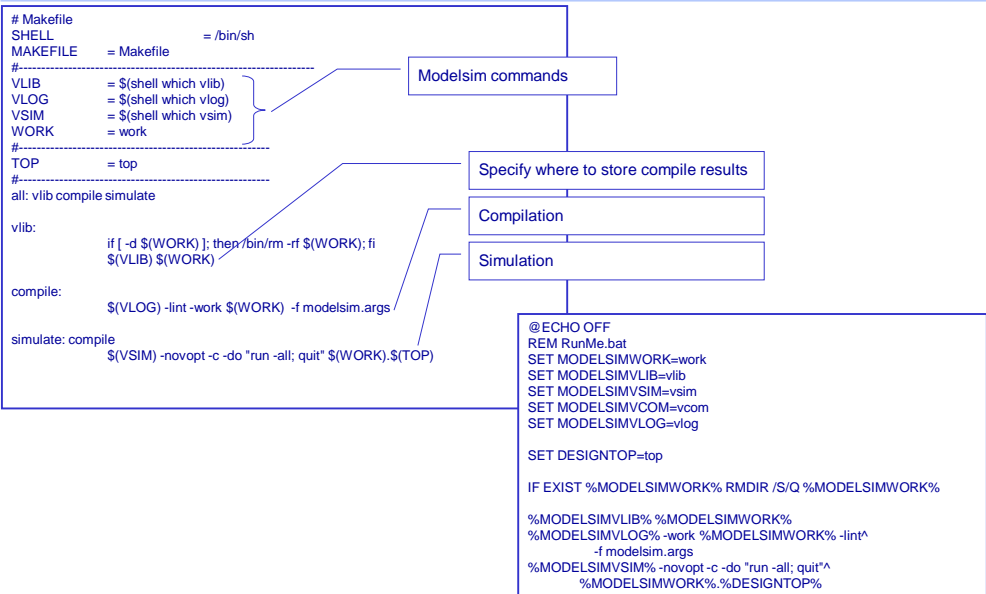 # Makefile
SHELL = /bin/sh
MAKEFILE = Makefile
#-----------------------------------------------------------------
VLIB = $(shell which vlib)
VLOG = $(shell which vlog)
VSIM = $(shell which vsim)
WORK = work
#-------------------------------------------------------
TOP = top
#-------------------------------------------------------
all: vlib compile simulate
vlib:
if [ -d $(WORK) ]; then /bin/rm -rf $(WORK); fi
$(VLIB) $(WORK)
compile:
$(VLOG) -lint -work $(WORK) -f modelsim.args
simulate: compile
$(VSIM) -novopt -c -do "run -all; quit" $(WORK).$(TOP)
Modelsim commands
Specify where to store compile results
Compilation
Simulation
@ECHO OFF
REM RunMe.bat
SET MODELSIMWORK=work
SET MODELSIMVLIB=vlib
SET MODELSIMVSIM=vsim
SET MODELSIMVCOM=vcom
SET MODELSIMVLOG=vlog
SET DESIGNTOP=top
IF EXIST %MODELSIMWORK% RMDIR /S/Q %MODELSIMWORK%
%MODELSIMVLIB% %MODELSIMWORK%
%MODELSIMVLOG% -work %MODELSIMWORK% -lint^
-f modelsim.args
%MODELSIMVSIM% -novopt -c -do "run -all; quit"^
%MODELSIMWORK%.%DESIGNTOP%